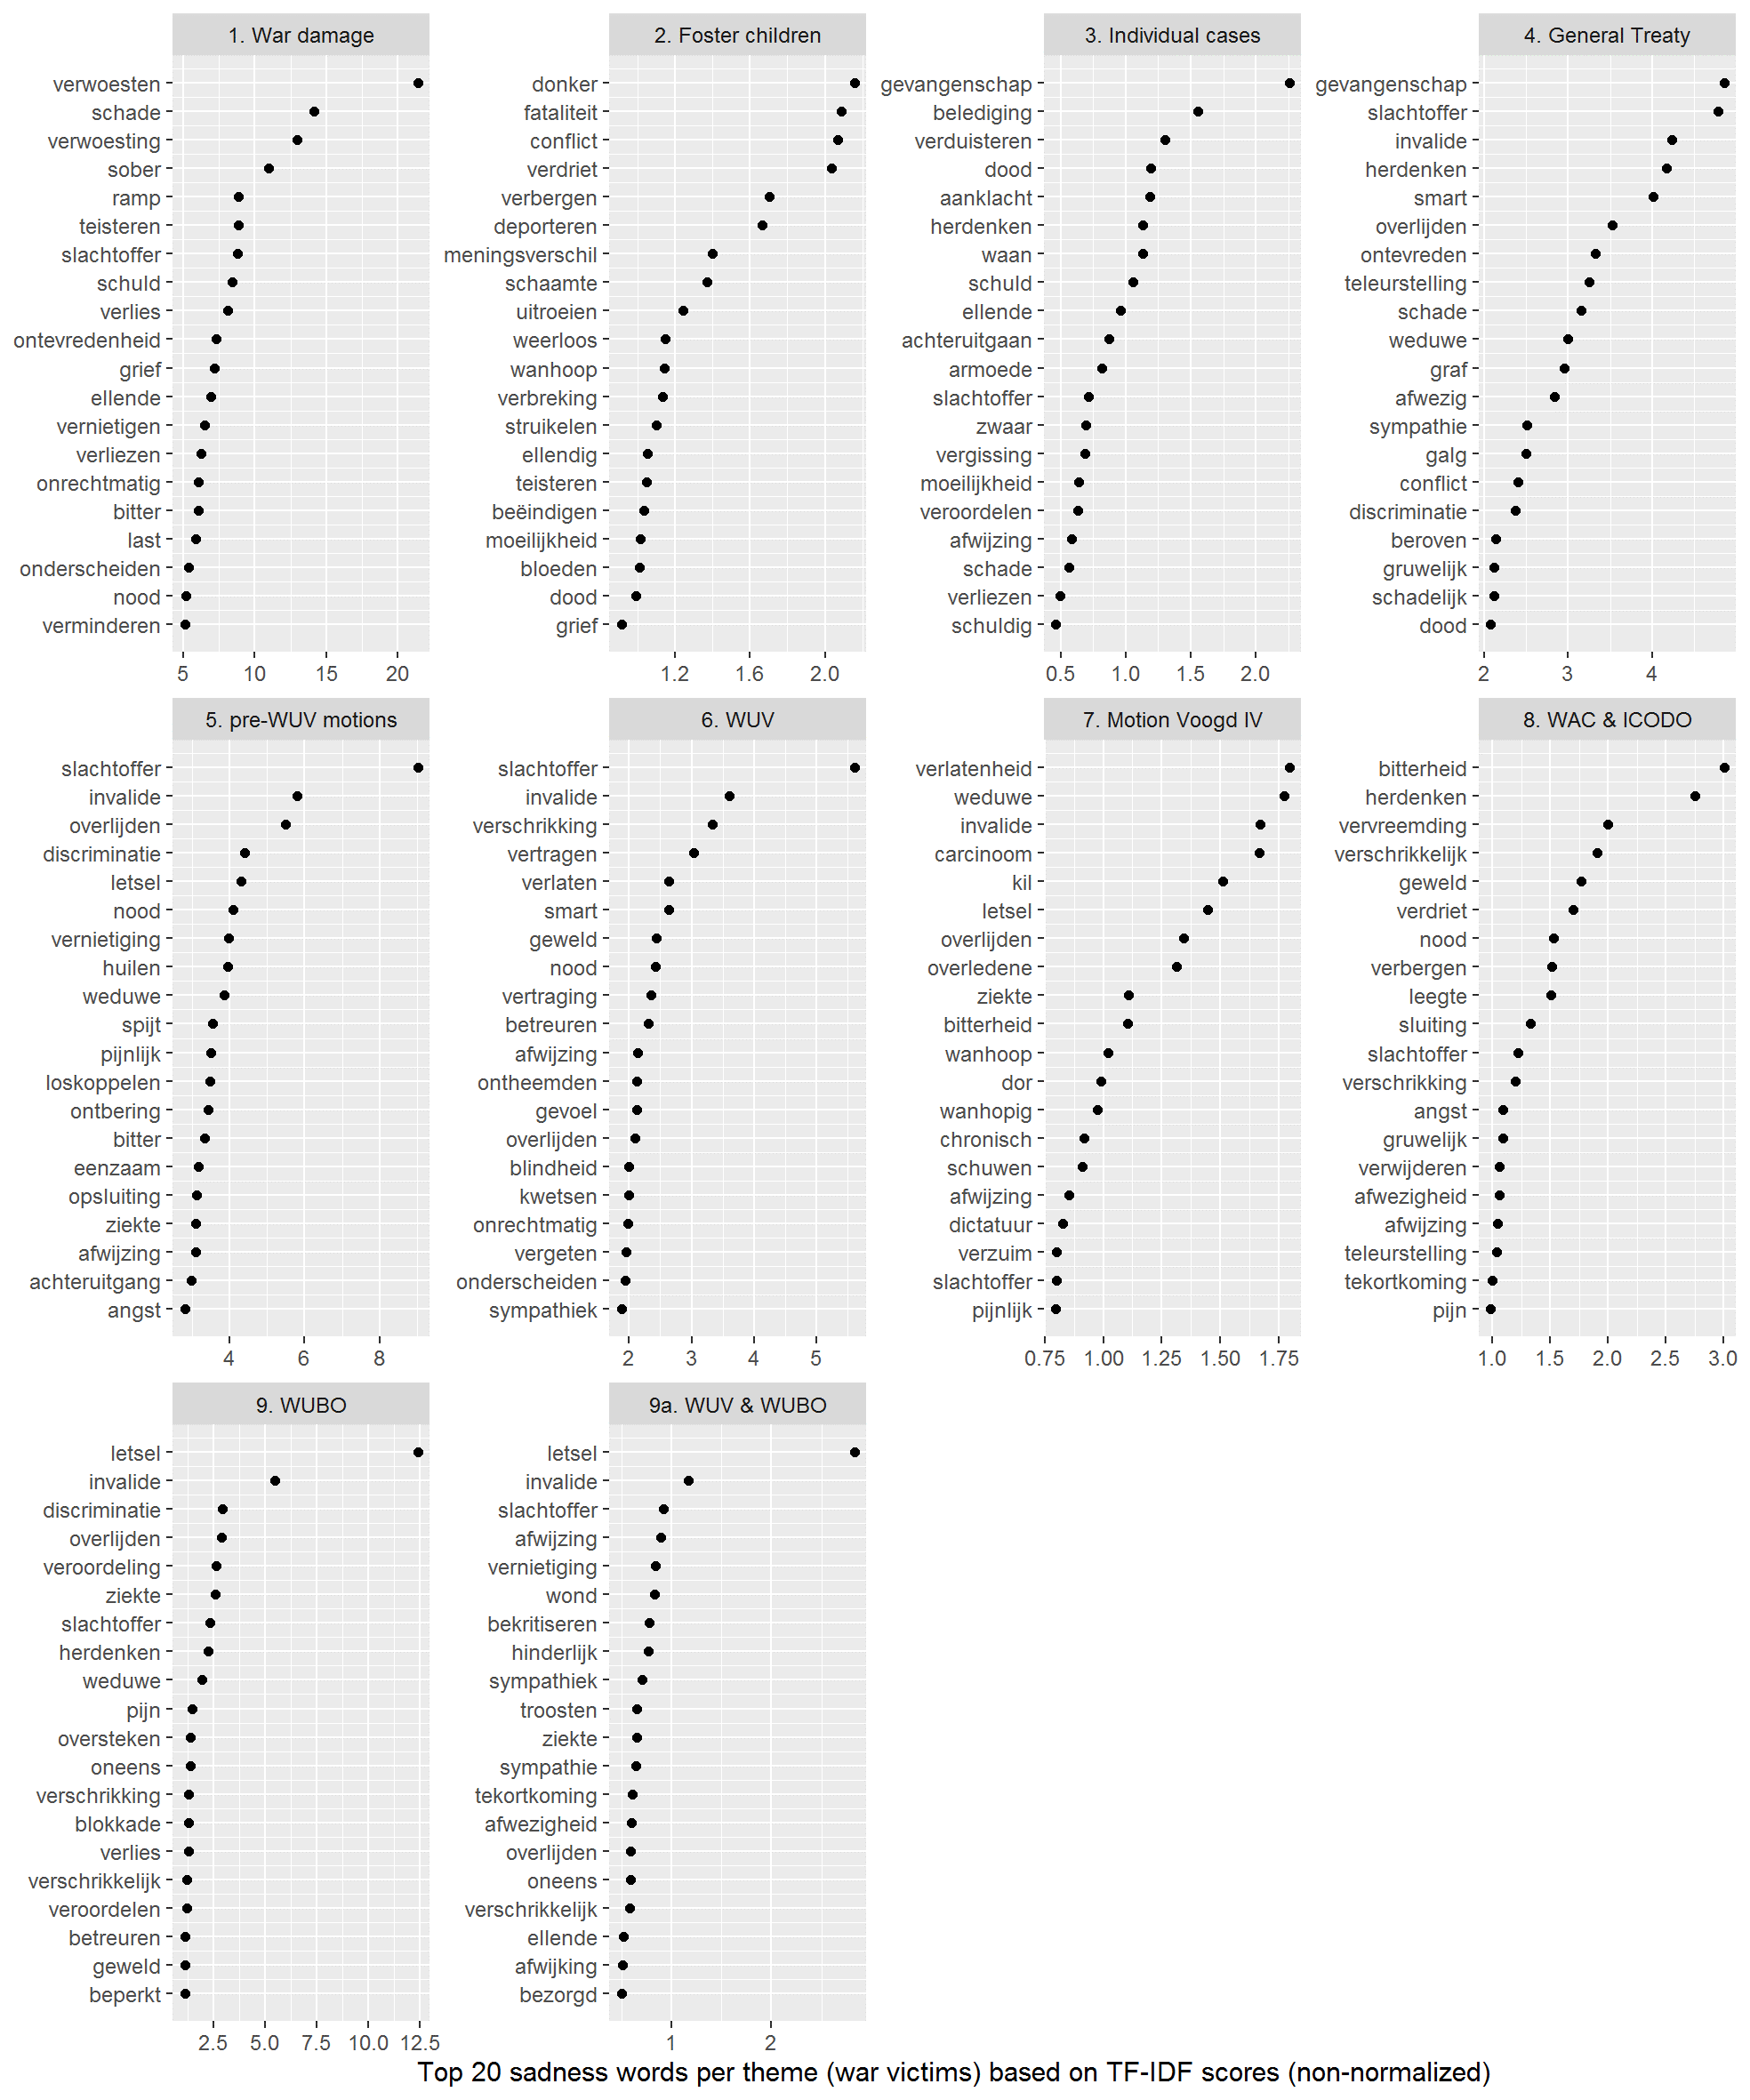 1. War damage
verwoesten
schade
verwoesting
sober
ramp
teisteren
slachtoffer
schuld
verlies
ontevredenheid
grief
ellende
vernietigen
verliezen
onrechtmatig
bitter
last
onderscheiden
nood
verminderen
5 10 15 20
2. Foster children
donker
fataliteit
conflict
verdriet
verbergen
deporteren
meningsverschil
schaamte
uitroeien
weerloos
wanhoop
verbreking
struikelen
ellendig
teisteren
beëindigen
moeilijkheid
bloeden
dood
grief
1.2 1.6 2.0
3. Individual cases
gevangenschap
belediging
verduisteren
dood
aanklacht
herdenken
waan
schuld
ellende
achteruitgaan
armoede
slachtoffer
zwaar
vergissing
moeilijkheid
veroordelen
afwijzing
schade
verliezen
schuldig
0.5 1.0 1.5 2.0
4. General Treaty
gevangenschap
slachtoffer
invalide
herdenken
smart
overlijden
ontevreden
teleurstelling
schade
weduwe
graf
afwezig
sympathie
galg
conflict
discriminatie
beroven
gruwelijk
schadelijk
dood
2 3 4
5. pre-WUV motions
slachtoffer
invalide
overlijden
discriminatie
letsel
nood
vernietiging
huilen
weduwe
spijt
pijnlijk
loskoppelen
ontbering
bitter
eenzaam
opsluiting
ziekte
afwijzing
achteruitgang
angst
4 6 8
6. WUV
slachtoffer
invalide
verschrikking
vertragen
verlaten
smart
geweld
nood
vertraging
betreuren
afwijzing
ontheemden
gevoel
overlijden
blindheid
kwetsen
onrechtmatig
vergeten
onderscheiden
sympathiek
2 3 4 5
7. Motion Voogd IV
verlatenheid
weduwe
invalide
carcinoom
kil
letsel
overlijden
overledene
ziekte
bitterheid
wanhoop
dor
wanhopig
chronisch
schuwen
afwijzing
dictatuur
verzuim
slachtoffer
pijnlijk
0.75 1.00 1.25 1.50 1.75
8. WAC & ICODO
bitterheid
herdenken
vervreemding
verschrikkelijk
geweld
verdriet
nood
verbergen
leegte
sluiting
slachtoffer
verschrikking
angst
gruwelijk
verwijderen
afwezigheid
afwijzing
teleurstelling
tekortkoming
pijn
1.0 1.5 2.0 2.5 3.0
9. WUBO
letsel
invalide
discriminatie
overlijden
veroordeling
ziekte
slachtoffer
herdenken
weduwe
pijn
oversteken
oneens
verschrikking
blokkade
verlies
verschrikkelijk
veroordelen
betreuren
geweld
beperkt
2.5 5.0 7.5 10.0 12.5
9a. WUV & WUBO
letsel
invalide
slachtoffer
afwijzing
vernietiging
wond
bekritiseren
hinderlijk
sympathiek
troosten
ziekte
sympathie
tekortkoming
afwezigheid
overlijden
oneens
verschrikkelijk
ellende
afwijking
bezorgd
1 2
Top 20 sadness words per theme (war victims) based on TF-IDF scores (non-normalized)